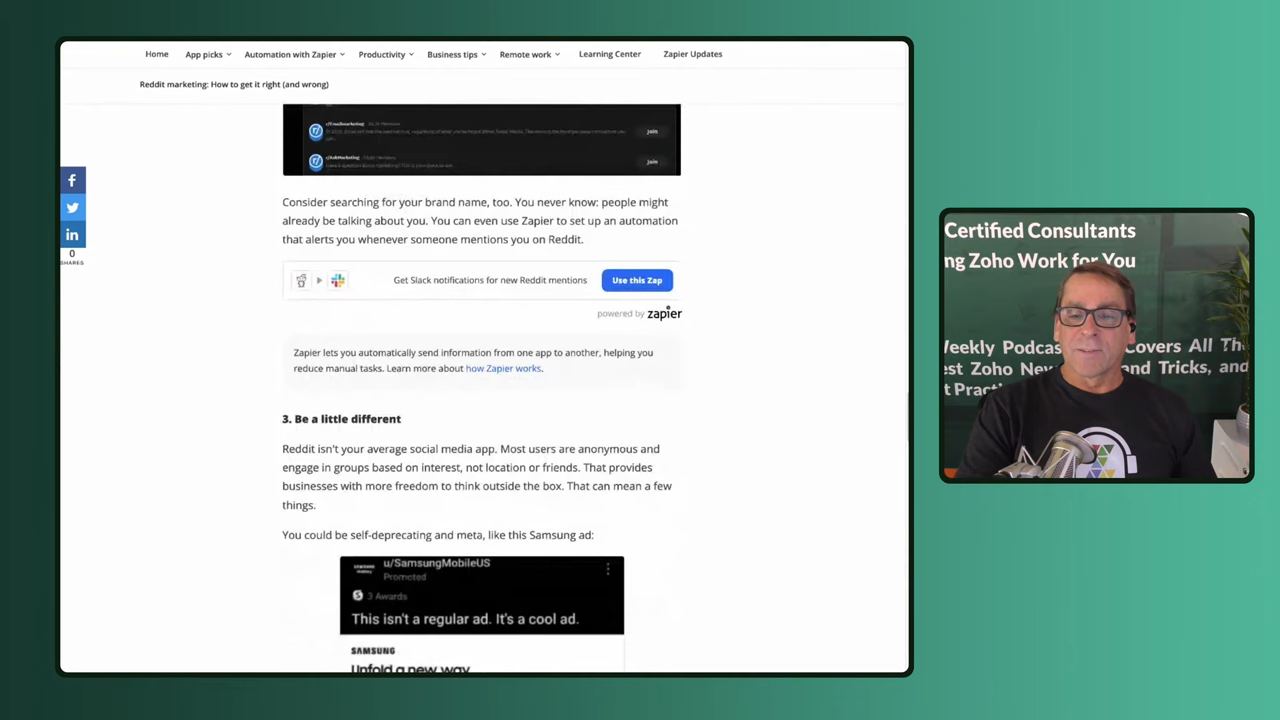 Home
App picks
Automation with Zapier
Productivity
Business tips
Remote work
Learning Center
Zapier Updates
Reddit marketing: How to get it right (and wrong)
Join
r/AskMarketing
Join
Consider searching for your brand name, too. You never know: people might
already be talking about you. You can even use Zapier to set up an automation
that alerts you whenever someone mentions you on Reddit.
0
SHARES
Get Slack notifications for new Reddit mentions
Use this Zap
powered by zapier
Zapier lets you automatically send information from one app to another, helping you
reduce manual tasks. Learn more about how Zapier works.
3. Be a little different
Reddit isn't your average social media app. Most users are anonymous and
engage in groups based on interest, not location or friends. That provides
businesses with more freedom to think outside the box. That can mean a few
things.
You could be self-deprecating and meta, like this Samsung ad:
u/SamsungMobileUS
Promoted
3 Awards
This isn't a regular ad. It's a cool ad.
SAMSUNG
Unfold a new way
Certified Consultants
ng Zoho Work for You
Weekly Podcas Covers All Th
st Zoho New and Tricks, and
t Practi